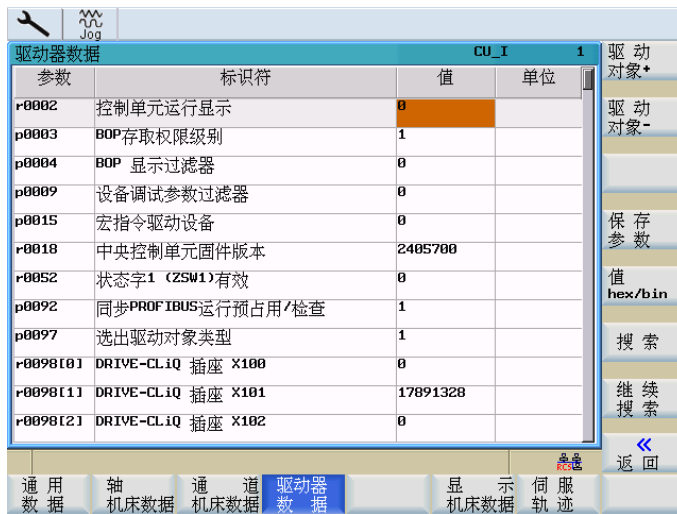 Jog
驱动器数据 CU_I 1
参数 标识符 值 单位
r0002 控制单元运行显示 0
p0003 BOP存取权限级别 1
p0004 BOP 显示过滤器 0
p0009 设备调试参数过滤器 0
p0015 宏指令驱动设备 0
r0018 中央控制单元固件版本 2405700
r0052 状态字1 (ZSW1)有效 0
p0092 同步PROFIBUS运行预占用/检查 1
p0097 选出驱动对象类型 1
r0098[0] DRIVE-CLiQ 插座 X100 0
r0098[1] DRIVE-CLiQ 插座 X101 17891328
r0098[2] DRIVE-CLiQ 插座 X102 0
驱 动
对象+
驱 动
对象-
保 存
参 数
值
hex/bin
搜 索
继 续
搜 索
«
返 回
RCS
通 用
数 据
轴
机床数据
通 道
机床数据
驱动器
数 据
显 示
机床数据
伺 服
轨 迹